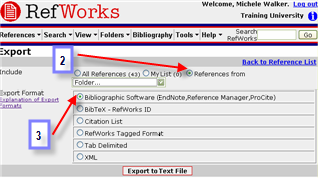 RefWorks
Welcome, Michele Walker. Log out
Training University
References Search View Folders Bibliography Tools Help Search RefWorks Go
Export
Back to Reference List
2
Include
All References (43) My List (0) References from
Folder...
Export Format
Explanation of Export Formats
Bibliographic Software (EndNote,Reference Manager,ProCite)
BibTeX - RefWorks ID
3
Citation List
RefWorks Tagged Format
Tab Delimited
XML
Export to Text File